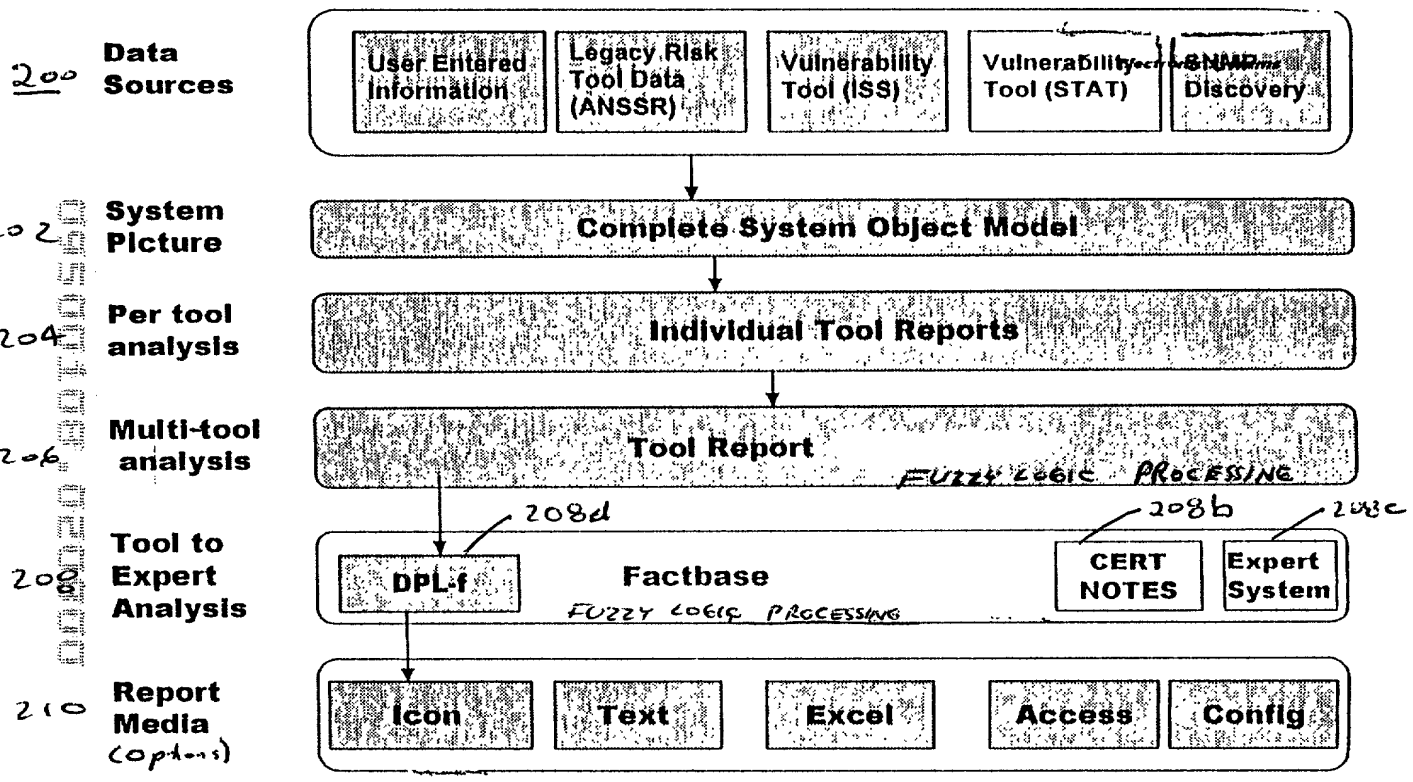 200
Data
Sources
User Entered
Information
Legacy Risk
Tool Data
(ANSSR)
Vulnerability
Tool (ISS)
Vulnerability
Tool (STAT)
SNMP
Discovery
202
System
Picture
Complete System Object Model
204
Per tool
analysis
Individual Tool Reports
206
Multi-tool
analysis
Tool Report
FUZZY LOGIC PROCESSING
208
Tool to
Expert
Analysis
208d
DPL-f
Factbase
FUZZY LOGIC PROCESSING
208b
CERT
NOTES
208c
Expert
System
210
Report
Media
(options)
Icon
Text
Excel
Access
Config